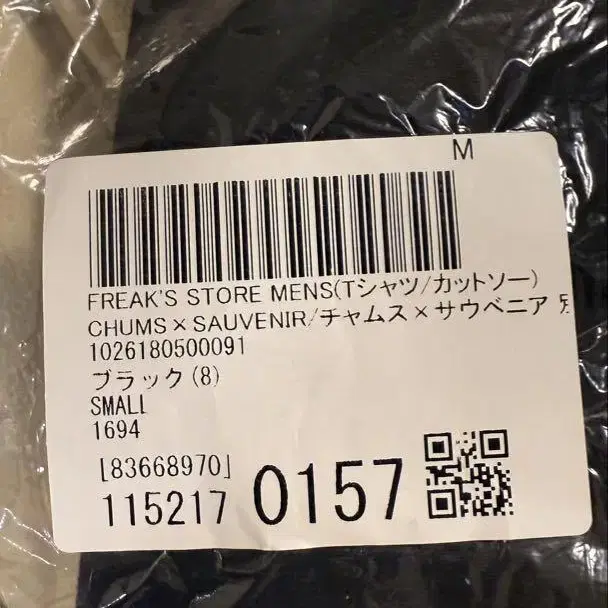 M
FREAK'S STORE MENS(Tシャツ/カットソー)
CHUMS×SAUVENIR/チャムス×サウベニア
1026180500091
ブラック(8)
SMALL
1694
[83668970]
115217 0157